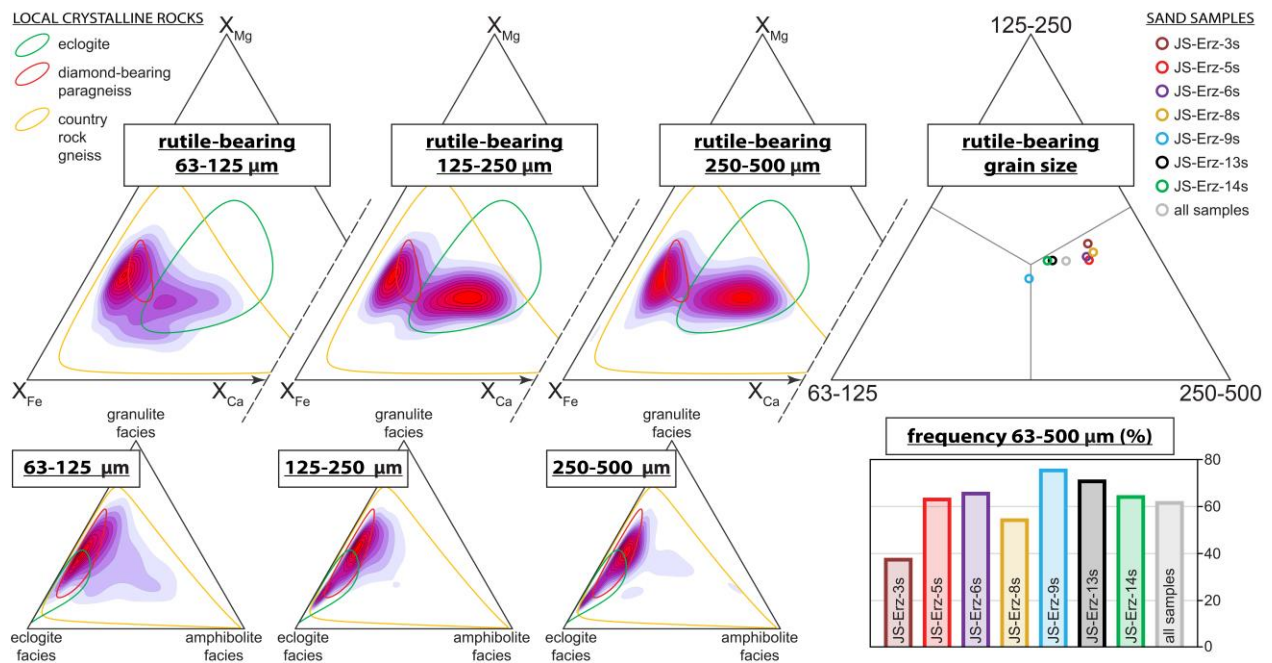 LOCAL CRYSTALLINE ROCKS
eclogite
diamond-bearing
paragneiss
country
rock
gneiss
X_Mg
rutile-bearing
63-125 µm
X_Fe
X_Ca
X_Mg
rutile-bearing
125-250 µm
X_Fe
X_Ca
X_Mg
rutile-bearing
250-500 µm
X_Fe
X_Ca
125-250
rutile-bearing
grain size
63-125
250-500
SAND SAMPLES
JS-Erz-3s
JS-Erz-5s
JS-Erz-6s
JS-Erz-8s
JS-Erz-9s
JS-Erz-13s
JS-Erz-14s
all samples
granulite
facies
63-125 µm
eclogite
facies
amphibolite
facies
granulite
facies
125-250 µm
eclogite
facies
amphibolite
facies
granulite
facies
250-500 µm
eclogite
facies
amphibolite
facies
frequency 63-500 µm (%)
80
60
40
20
0
JS-Erz-3s
JS-Erz-5s
JS-Erz-6s
JS-Erz-8s
JS-Erz-9s
JS-Erz-13s
JS-Erz-14s
all samples